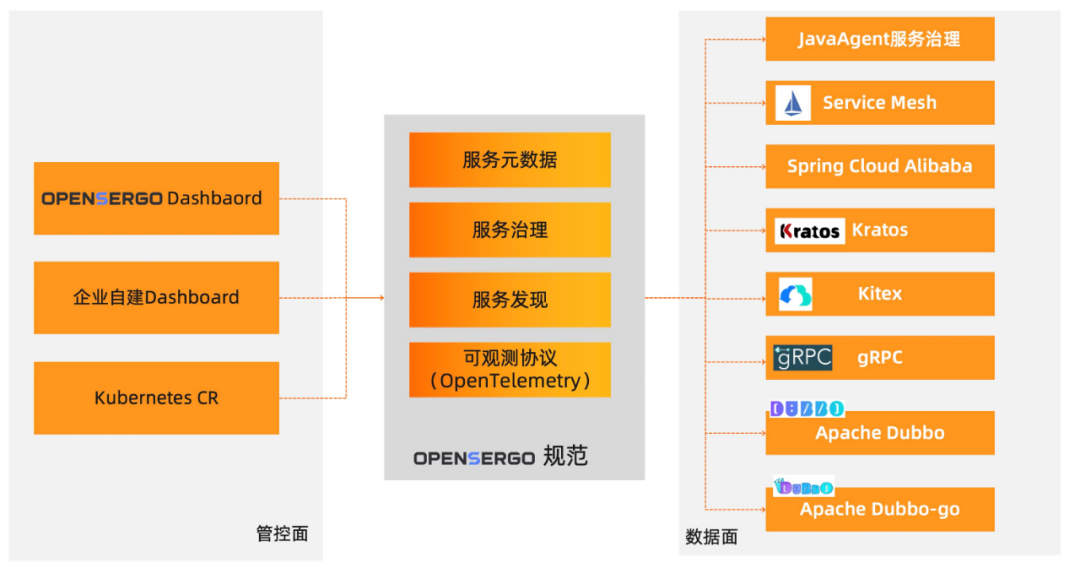 OPENSERGO Dashbaord
企业自建Dashboard
Kubernetes CR
管控面
服务元数据
服务治理
服务发现
可观测协议
（OpenTelemetry）
OPENSERGO 规范
JavaAgent服务治理
Service Mesh
Spring Cloud Alibaba
Kratos Kratos
Kitex
gRPC gRPC
DUBBO
Apache Dubbo
DUBBO
Apache Dubbo-go
数据面